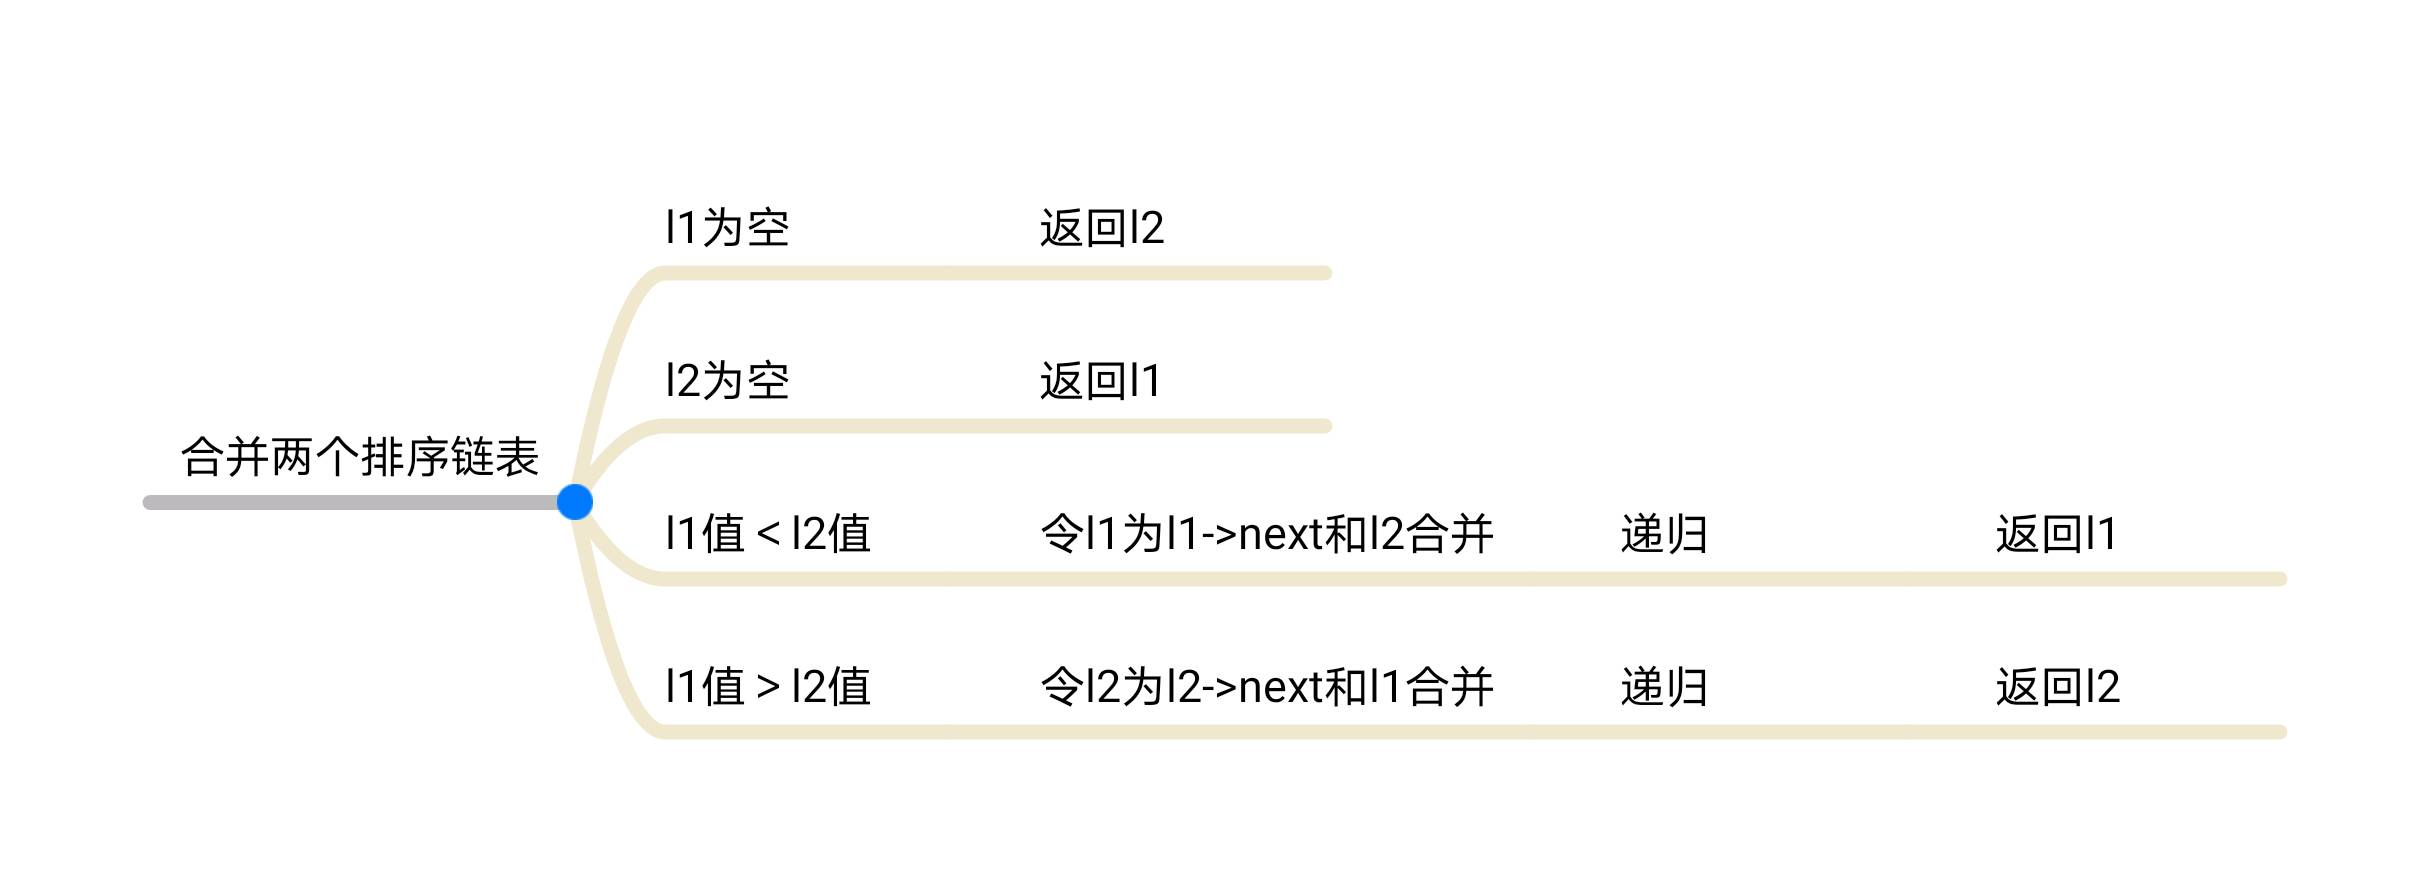 合并两个排序链表
l1为空 返回l2
l2为空 返回l1
l1值 < l2值 令l1为l1->next和l2合并 递归 返回l1
l1值 > l2值 令l2为l2->next和l1合并 递归 返回l2